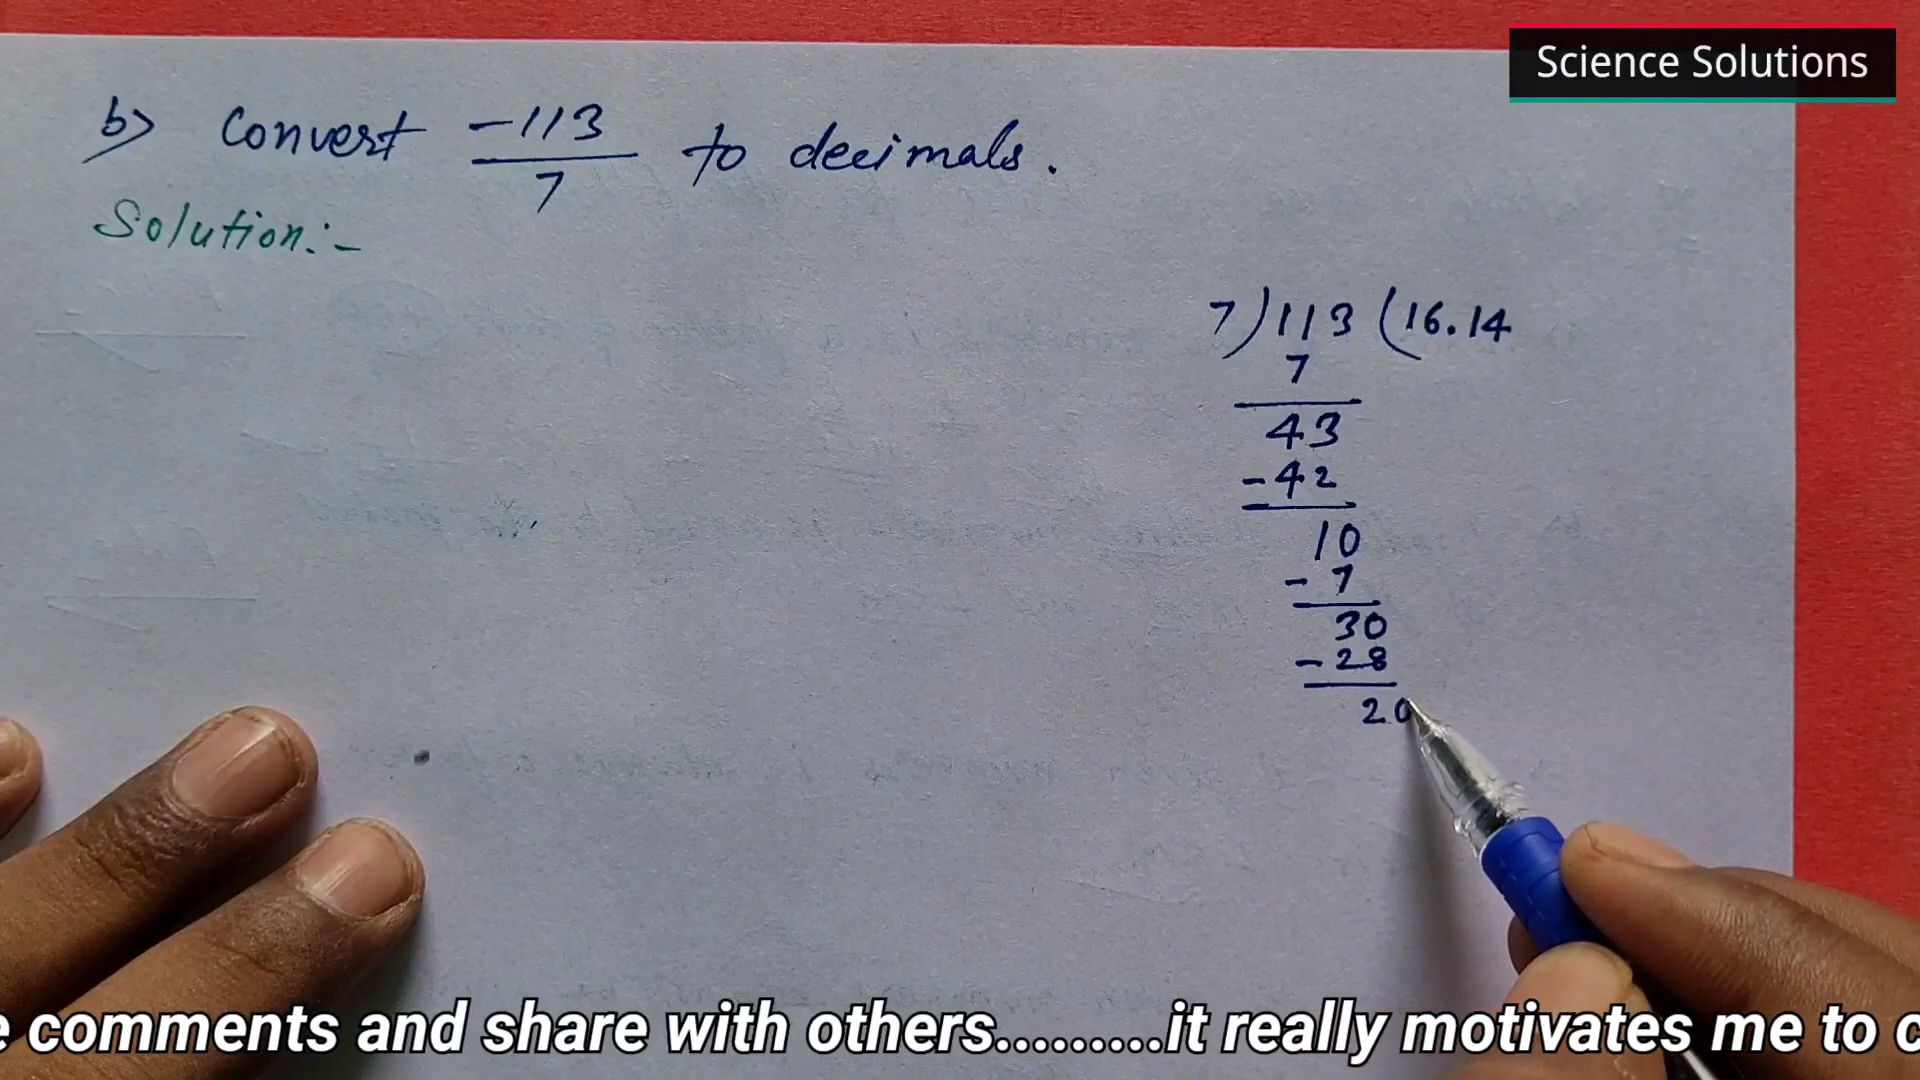 Science Solutions
b) Convert -113/7 to decimals.
Solution:-
7) 113 (16.14
7
43
-42
10
- 7
30
- 28
20
e comments and share with others.........it really motivates me to c